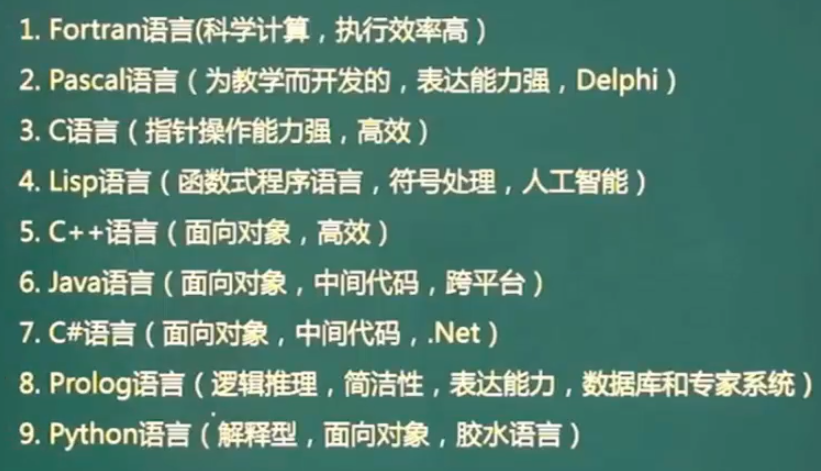 1. Fortran语言(科学计算，执行效率高）
2. Pascal语言（为教学而开发的，表达能力强，Delphi）
3. C语言（指针操作能力强，高效）
4. Lisp语言（函数式程序语言，符号处理，人工智能）
5. C++语言（面向对象，高效）
6. Java语言（面向对象，中间代码，跨平台）
7. C#语言（面向对象，中间代码，.Net）
8. Prolog语言（逻辑推理，简洁性，表达能力，数据库和专家系统）
9. Python语言（解释型，面向对象，胶水语言）